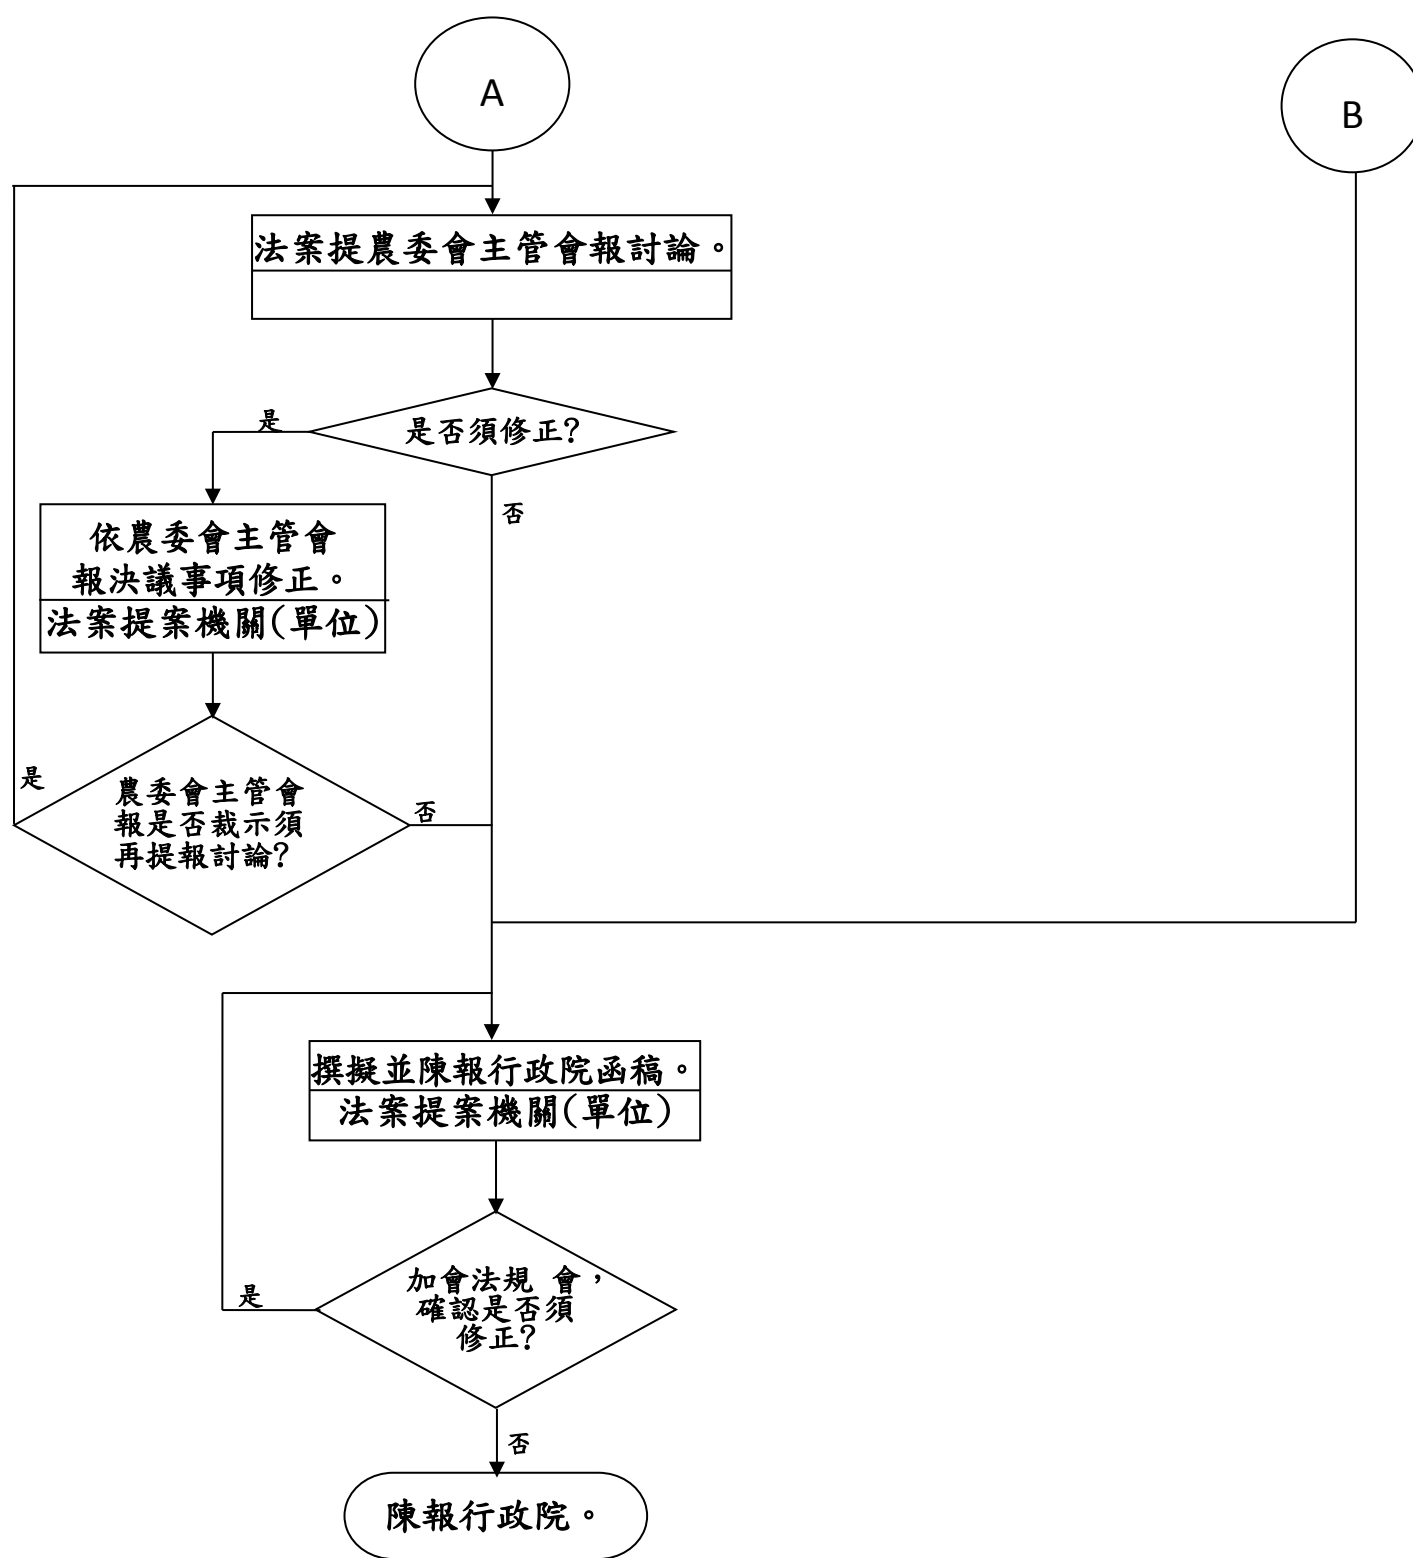 A
B
法案提農委會主管會報討論。
是
是否須修正?
否
依農委會主管會
報決議事項修正。
法案提案機關(單位)
是
農委會主管會
報是否裁示須
再提報討論?
否
撰擬並陳報行政院函稿。
法案提案機關(單位)
是
加會法規 會，
確認是否須
修正?
否
陳報行政院。